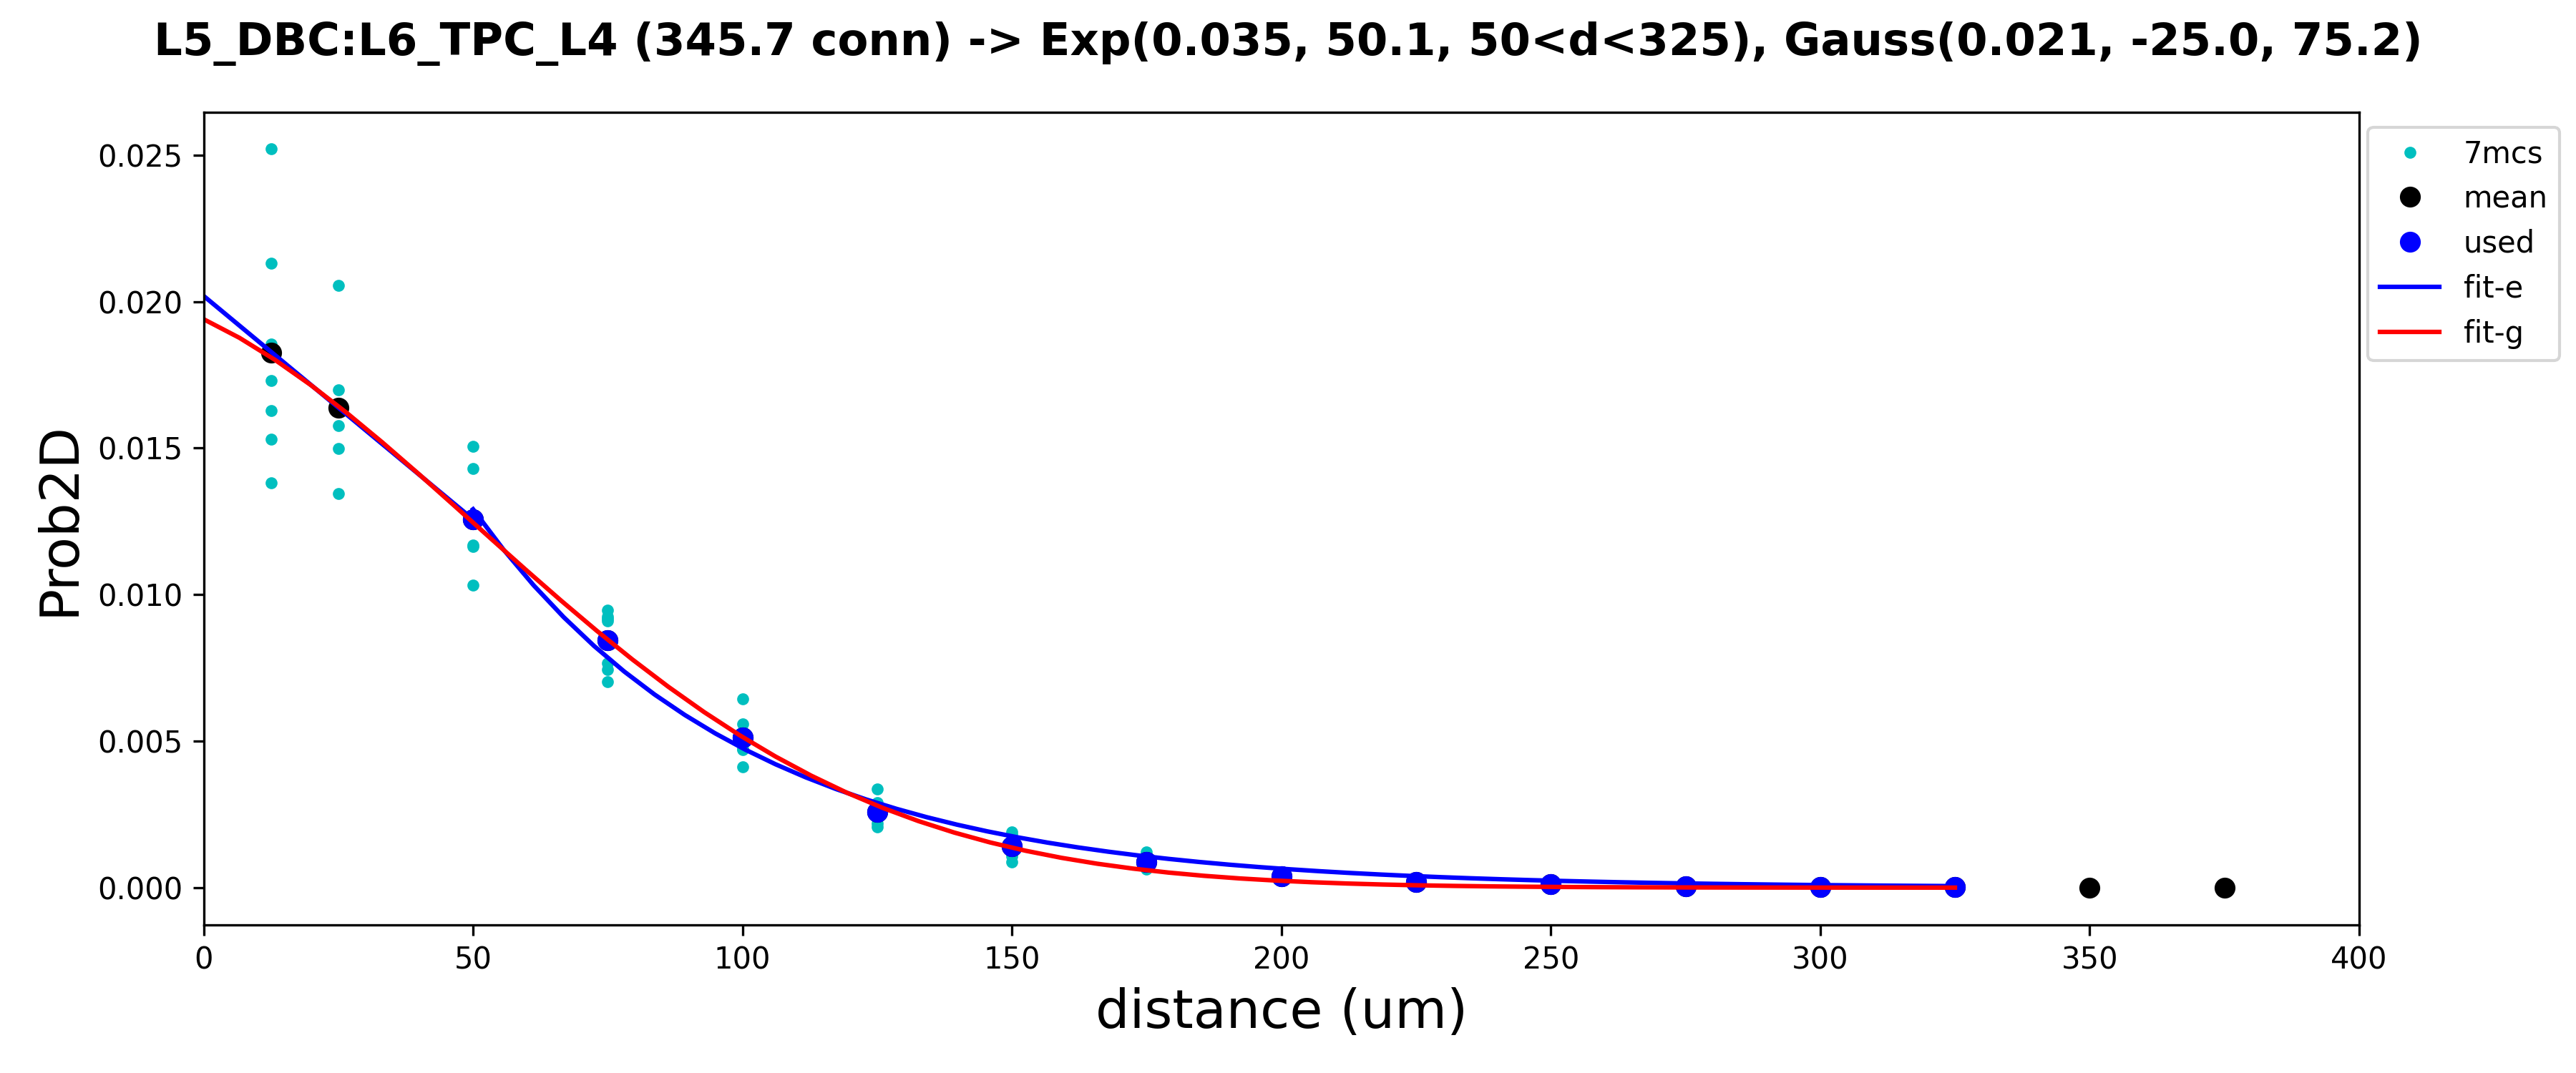 L5_DBC:L6_TPC_L4 (345.7 conn) -> Exp(0.035, 50.1, 50<d<325), Gauss(0.021, -25.0, 75.2)
0.025
0.020
0.015
0.010
0.005
0.000
Prob2D
0 50 100 150 200 250 300 350 400
distance (um)
7mcs
mean
used
fit-e
fit-g